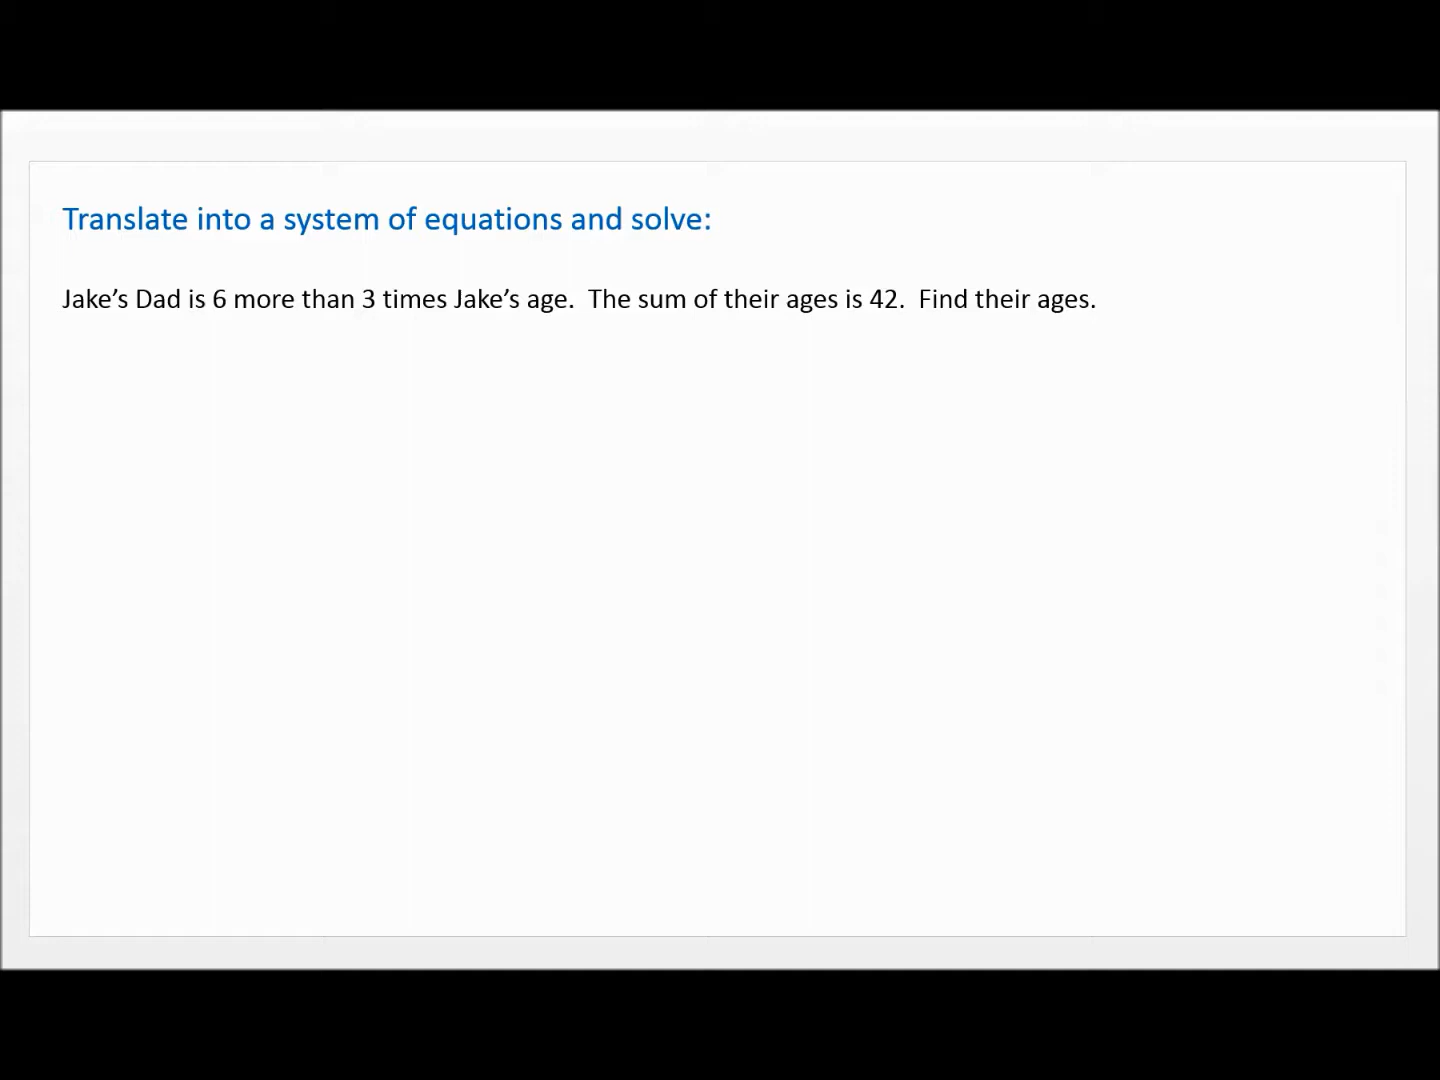 Translate into a system of equations and solve:
Jake’s Dad is 6 more than 3 times Jake’s age.  The sum of their ages is 42.  Find their ages.